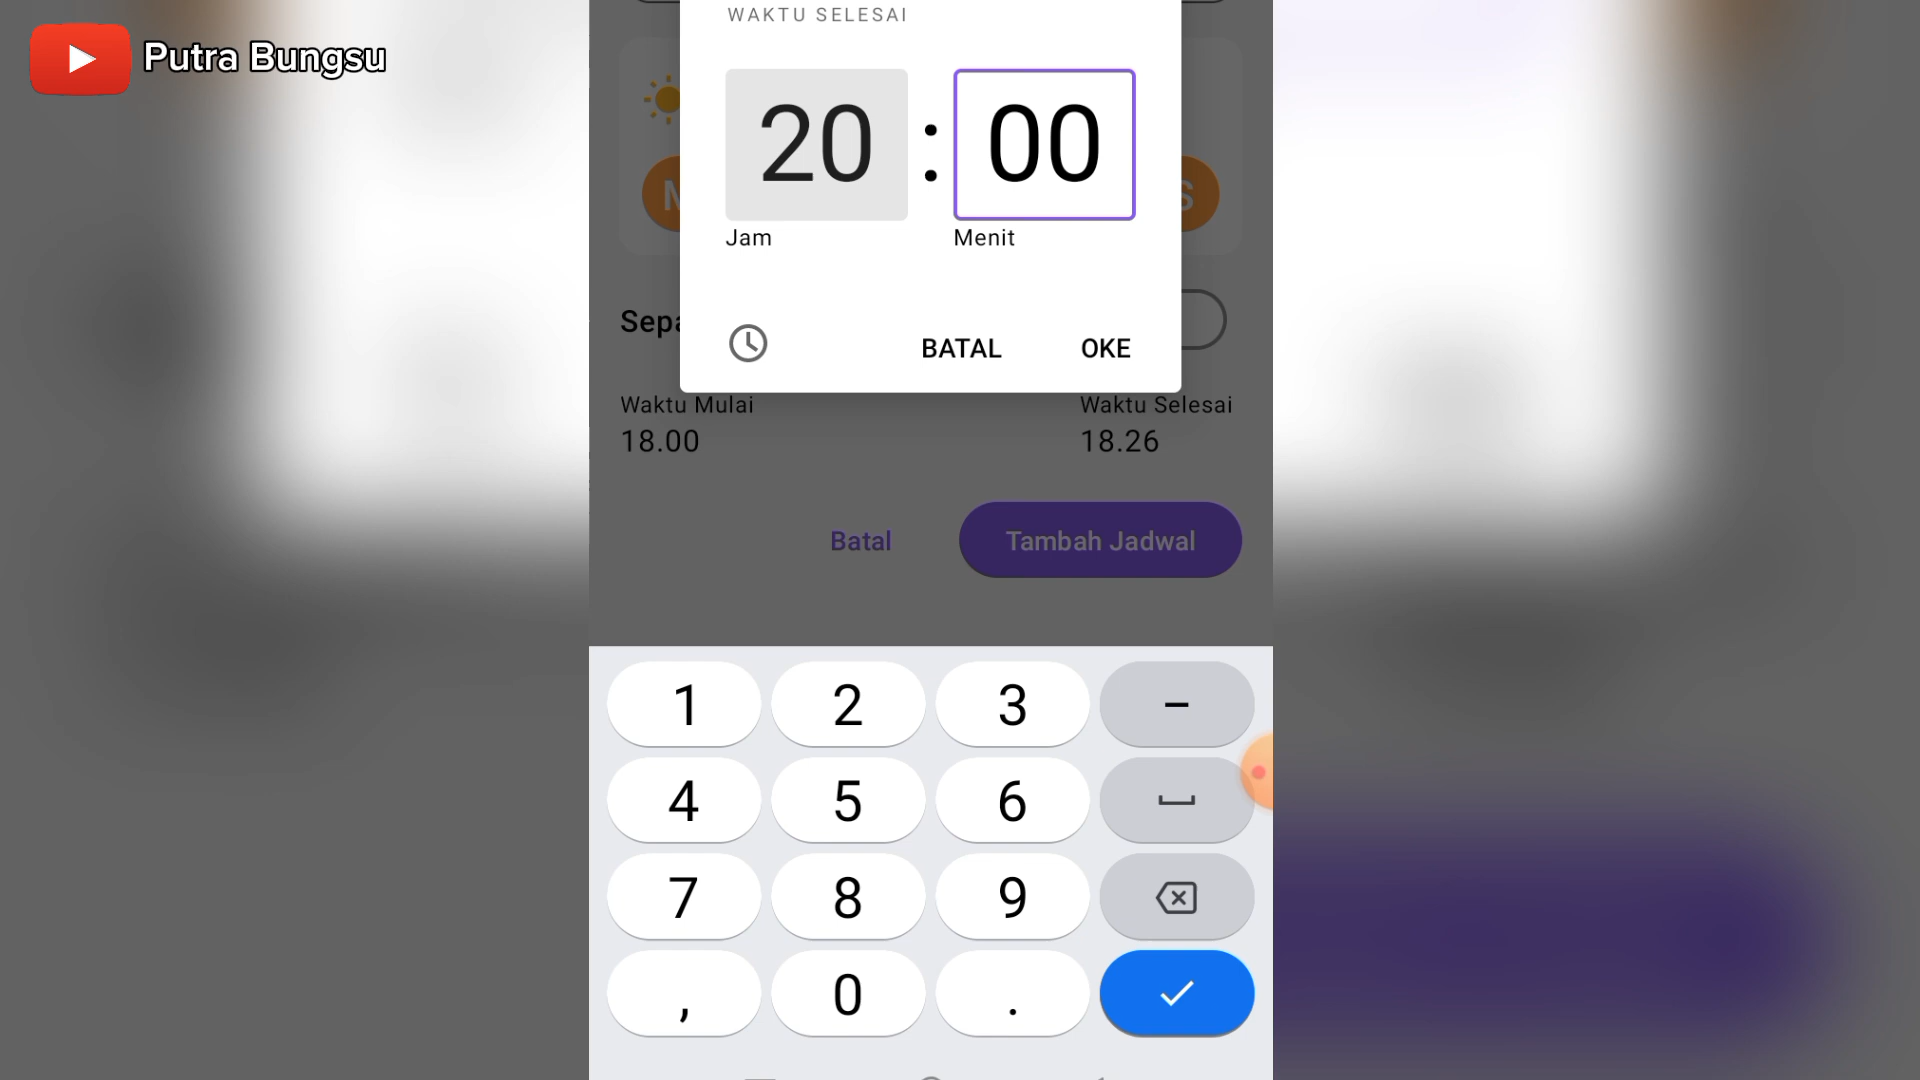 Putra Bungsu
WAKTU SELESAI
20 : 00
Jam Menit
BATAL OKE
Waktu Mulai Waktu Selesai
18.00 18.26
Batal Tambah Jadwal
1 2 3 –
4 5 6
7 8 9
, 0 .